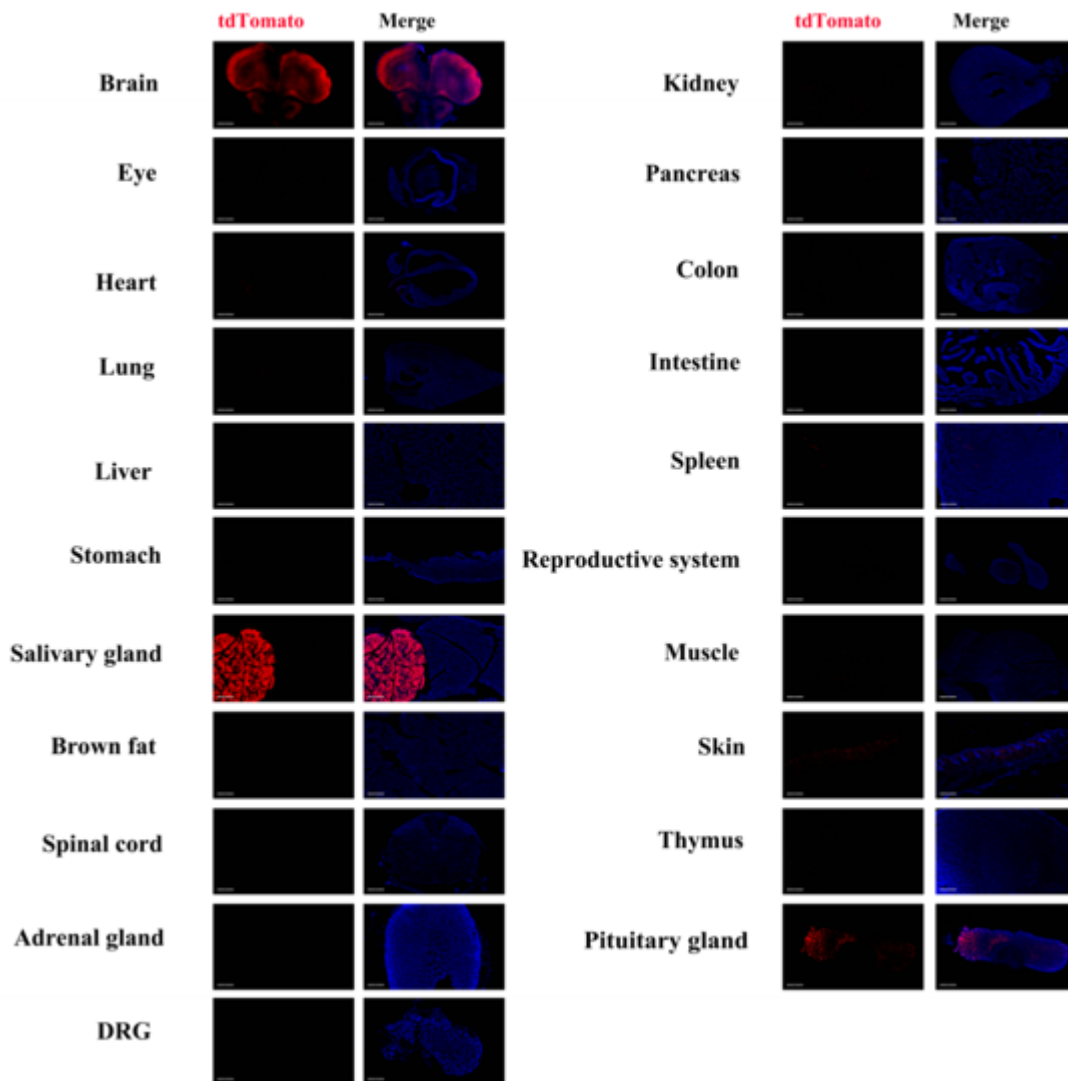 tdTomato Merge
Brain
Eye
Heart
Lung
Liver
Stomach
Salivary gland
Brown fat
Spinal cord
Adrenal gland
DRG
tdTomato Merge
Kidney
Pancreas
Colon
Intestine
Spleen
Reproductive system
Muscle
Skin
Thymus
Pituitary gland